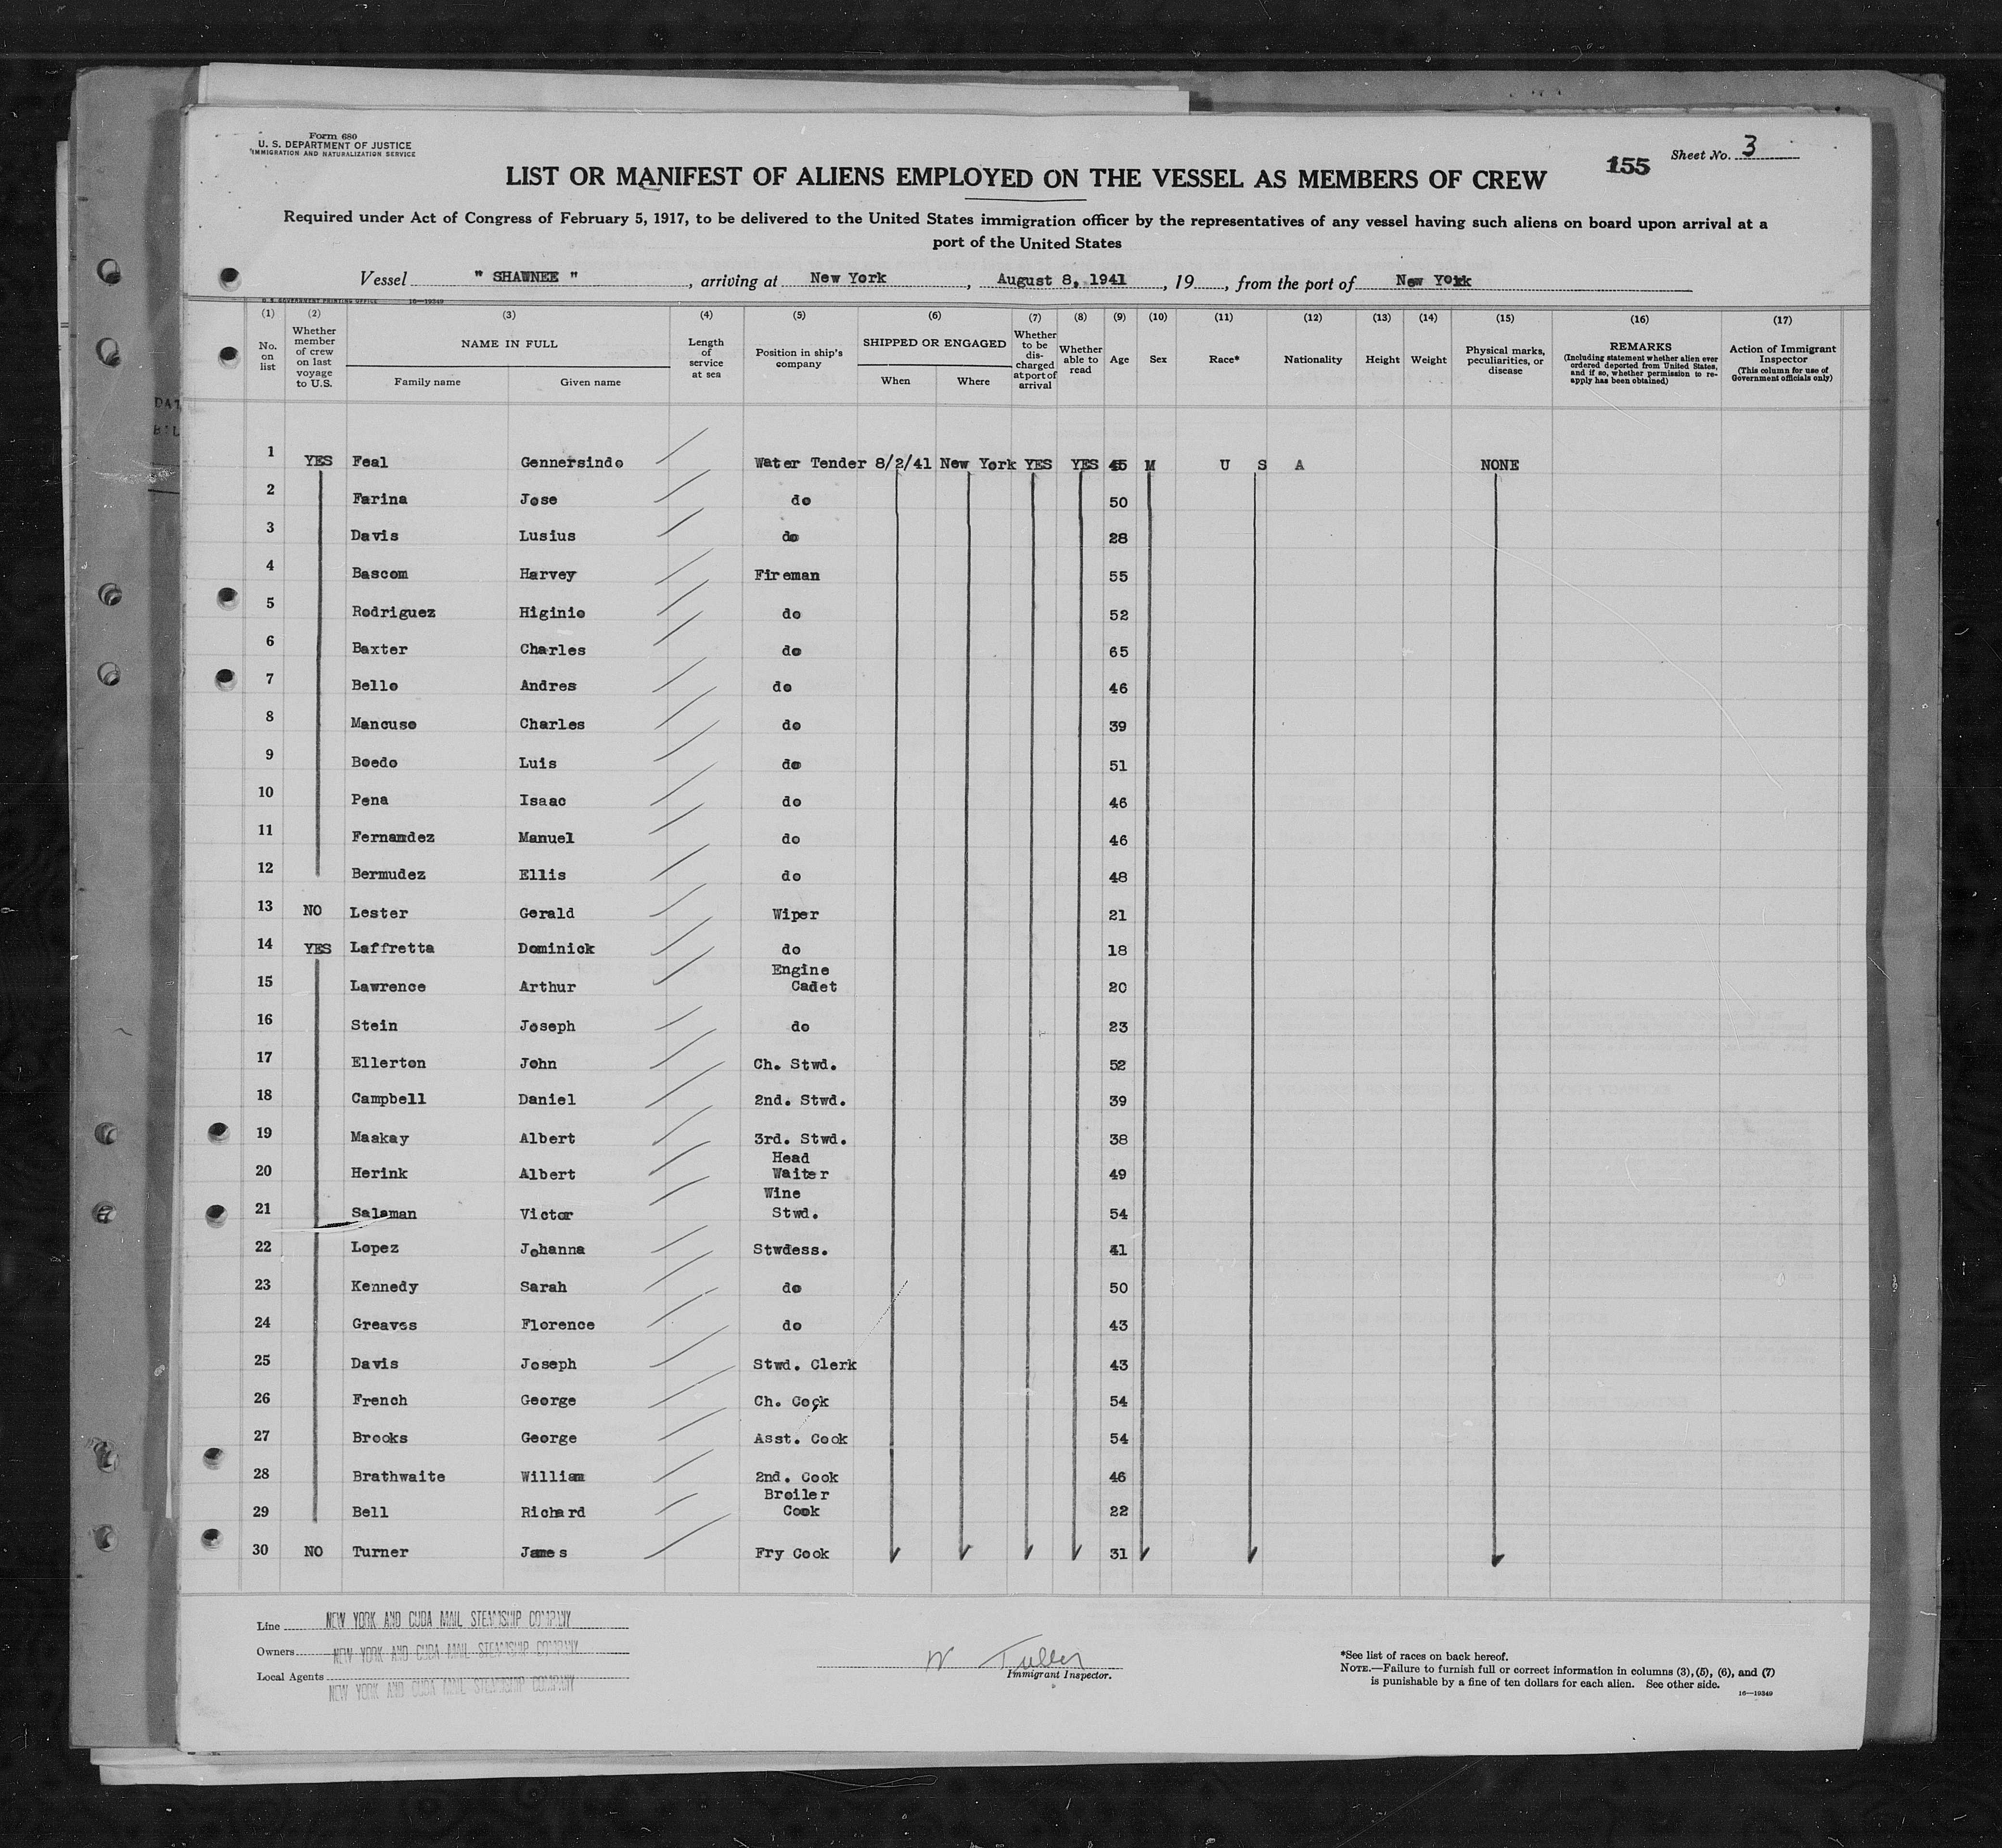 Form 680
U. S. DEPARTMENT OF JUSTICE
IMMIGRATION AND NATURALIZATION SERVICE
155 Sheet No. 3
LIST OR MANIFEST OF ALIENS EMPLOYED ON THE VESSEL AS MEMBERS OF CREW
Required under Act of Congress of February 5, 1917, to be delivered to the United States immigration officer by the representatives of any vessel having such aliens on board upon arrival at a
port of the United States
Vessel " SHAWNEE " , arriving at New York , August 8, 1941 , 19 , from the port of New York
U. S. GOVERNMENT PRINTING OFFICE 16—19349
(1) No. on list
(2) Whether member of crew on last voyage to U.S.
(3) NAME IN FULL
Family name Given name
(4) Length of service at sea
(5) Position in ship's company
(6) SHIPPED OR ENGAGED
When Where
(7) Whether to be discharged at port of arrival
(8) Whether able to read
(9) Age
(10) Sex
(11) Race*
(12) Nationality
(13) Height
(14) Weight
(15) Physical marks, peculiarities, or disease
(16) REMARKS
(Including statement whether alien ever ordered deported from United States, and if so, whether permission to re-apply has been obtained)
(17) Action of Immigrant Inspector
(This column for use of Government officials only)
1 YES Feal Gennersindo Water Tender 8/2/41 New York YES YES 45 M U S A NONE
2 Farina Jose do 50
3 Davis Lusius do 28
4 Bascom Harvey Fireman 55
5 Rodriguez Higinio do 52
6 Baxter Charles do 65
7 Bello Andres do 46
8 Mancuso Charles do 39
9 Boedo Luis do 51
10 Pena Isaac do 46
11 Fernandez Manuel do 46
12 Bermudez Ellis do 48
13 NO Lester Gerald Wiper 21
14 YES Laffretta Dominick do 18
15 Lawrence Arthur Engine Cadet 20
16 Stein Joseph do 23
17 Ellerton John Ch. Stwd. 52
18 Campbell Daniel 2nd. Stwd. 39
19 Maakay Albert 3rd. Stwd. 38
20 Herink Albert Head Waiter 49
21 Salaman Victor Wine Stwd. 54
22 Lopez Johanna Stwdess. 41
23 Kennedy Sarah do 50
24 Greaves Florence do 43
25 Davis Joseph Stwd. Clerk 43
26 French George Ch. Cook 54
27 Brooks George Asst. Cook 54
28 Brathwaite William 2nd. Cook 46
29 Bell Richard Broiler Cook 22
30 NO Turner James Fry Cook 31
Line NEW YORK AND CUBA MAIL STEAMSHIP COMPANY
Owners NEW YORK AND CUBA MAIL STEAMSHIP COMPANY
Local Agents NEW YORK AND CUBA MAIL STEAMSHIP COMPANY
W Tuller
Immigrant Inspector.
*See list of races on back hereof.
NOTE.—Failure to furnish full or correct information in columns (3), (5), (6), and (7)
is punishable by a fine of ten dollars for each alien. See other side.
16—19349